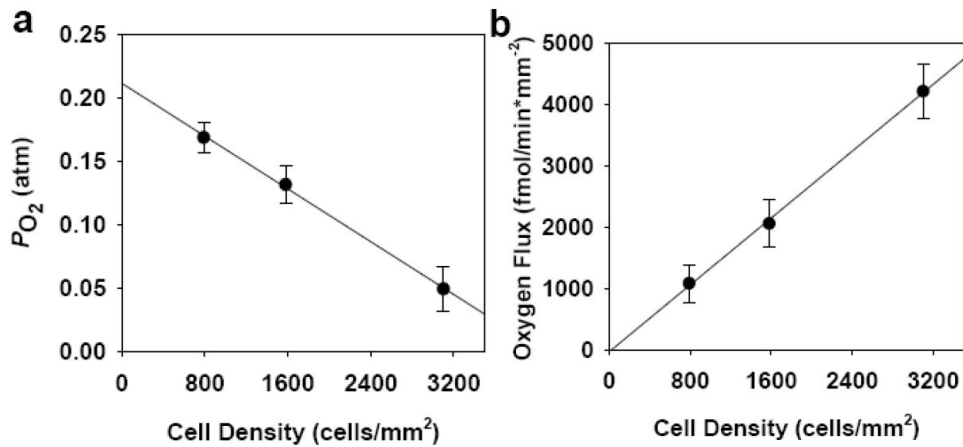 a
0.25
0.20
0.15
0.10
0.05
0.00
PO2 (atm)
0 800 1600 2400 3200
Cell Density (cells/mm²)
b
5000
4000
3000
2000
1000
0
Oxygen Flux (fmol/min*mm⁻²)
0 800 1600 2400 3200
Cell Density (cells/mm²)